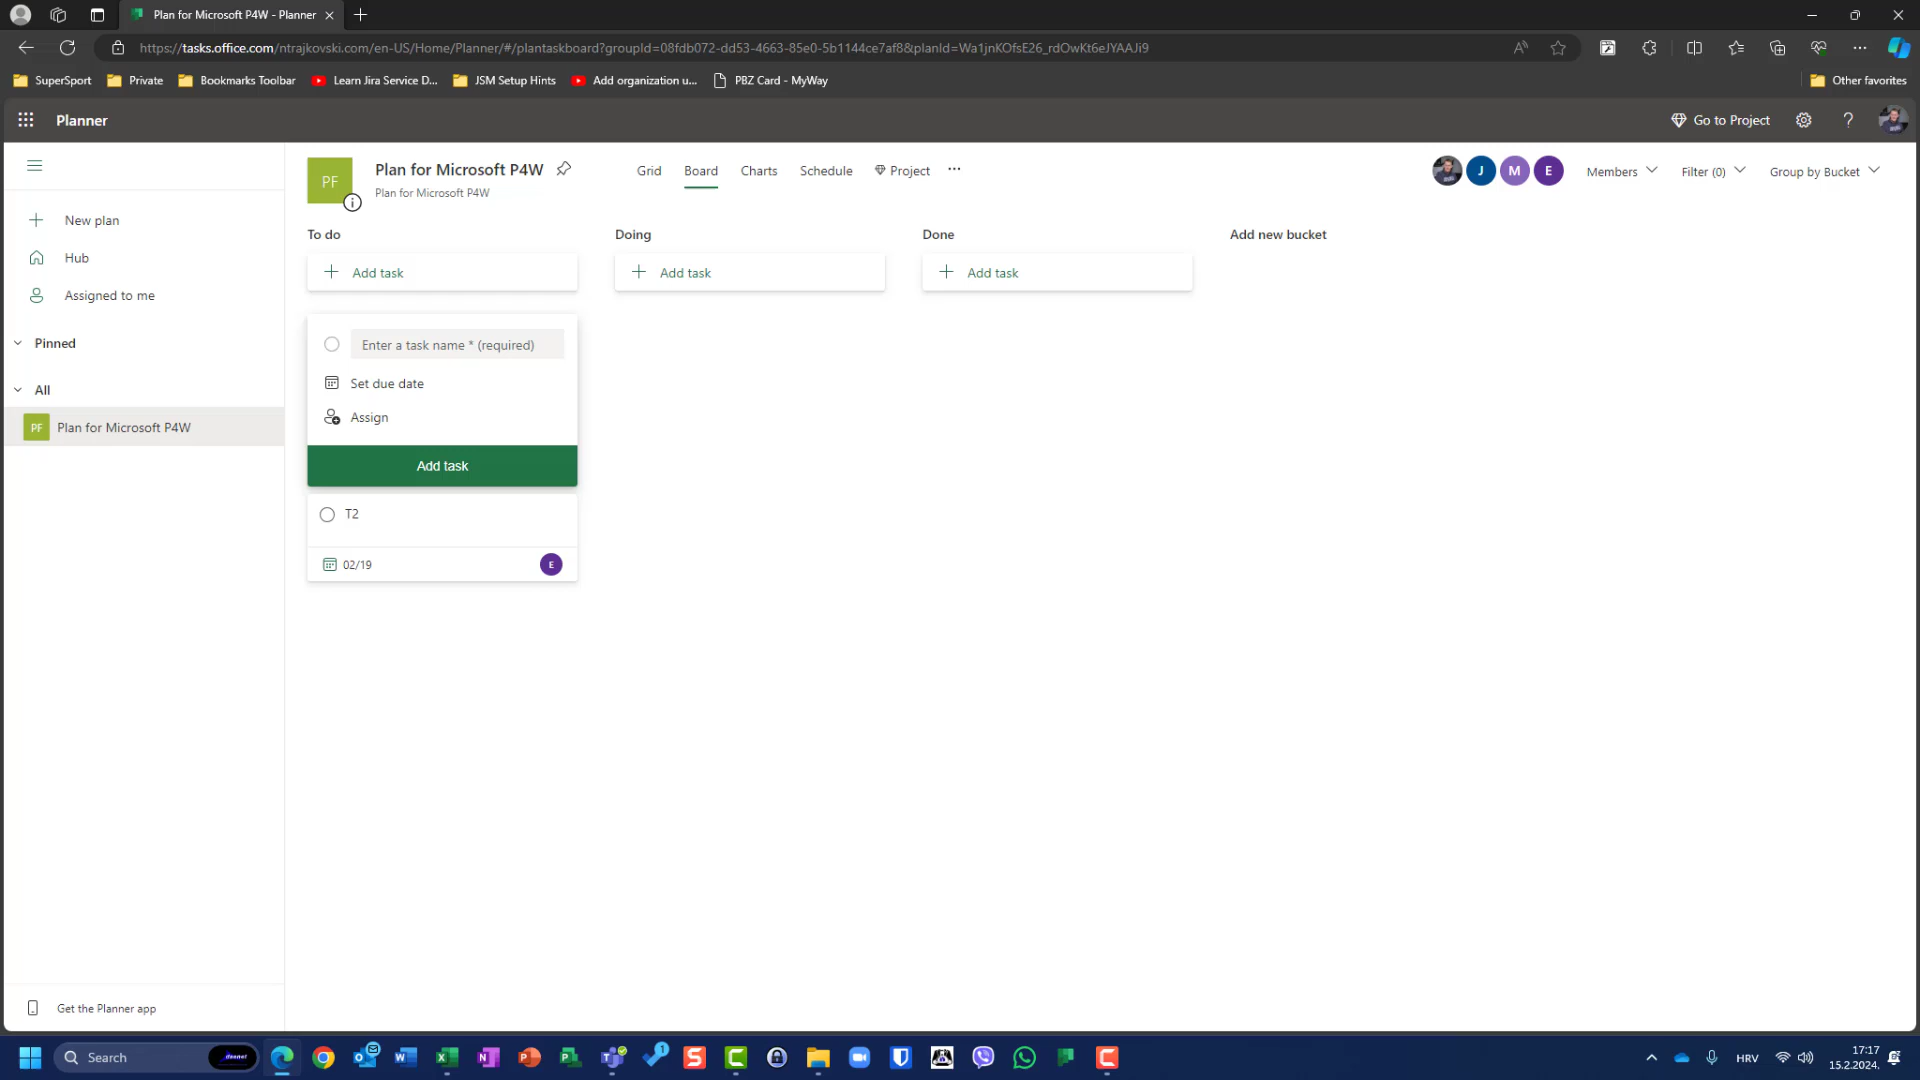 Plan for Microsoft P4W - Planner
https://tasks.office.com/ntrajkovski.com/en-US/Home/Planner/#/plantaskboard?groupId=08fdb072-dd53-4663-85e0-5b1144ce7af8&planId=Wa1jnKOfsE26_rdOwKt6eJYAAJi9
SuperSport
Private
Bookmarks Toolbar
Learn Jira Service D...
JSM Setup Hints
Add organization u...
PBZ Card - MyWay
Other favorites
Planner
Go to Project
PF
Plan for Microsoft P4W
Plan for Microsoft P4W
Grid
Board
Charts
Schedule
Project
J
M
E
Members
Filter (0)
Group by Bucket
New plan
Hub
Assigned to me
Pinned
All
PF
Plan for Microsoft P4W
Get the Planner app
To do
Doing
Done
Add new bucket
Add task
Add task
Add task
Enter a task name * (required)
Set due date
Assign
Add task
T2
02/19
E
Search
HRV
17:17
15.2.2024.